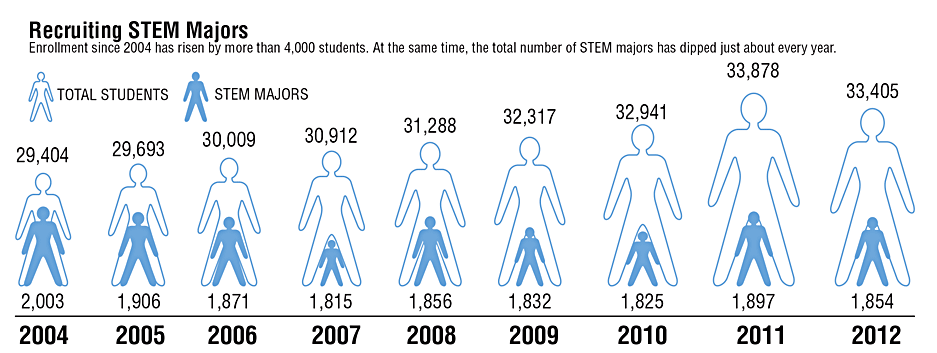 Recruiting STEM Majors
Enrollment since 2004 has risen by more than 4,000 students. At the same time, the total number of STEM majors has dipped just about every year.
TOTAL STUDENTS STEM MAJORS
29,404 29,693 30,009 30,912 31,288 32,317 32,941 33,878 33,405
2,003 1,906 1,871 1,815 1,856 1,832 1,825 1,897 1,854
2004 2005 2006 2007 2008 2009 2010 2011 2012